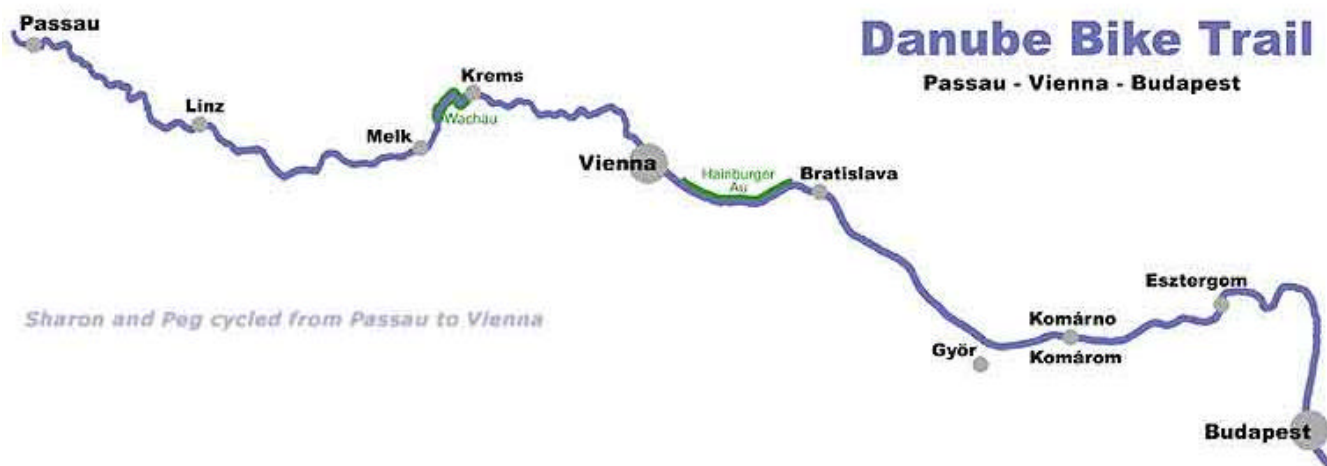 Danube Bike Trail
Passau - Vienna - Budapest
Passau
Linz
Melk
Krems
Wachau
Vienna
Hainburger
Au
Bratislava
Györ
Komárno
Komárom
Esztergom
Budapest
Sharon and Peg cycled from Passau to Vienna